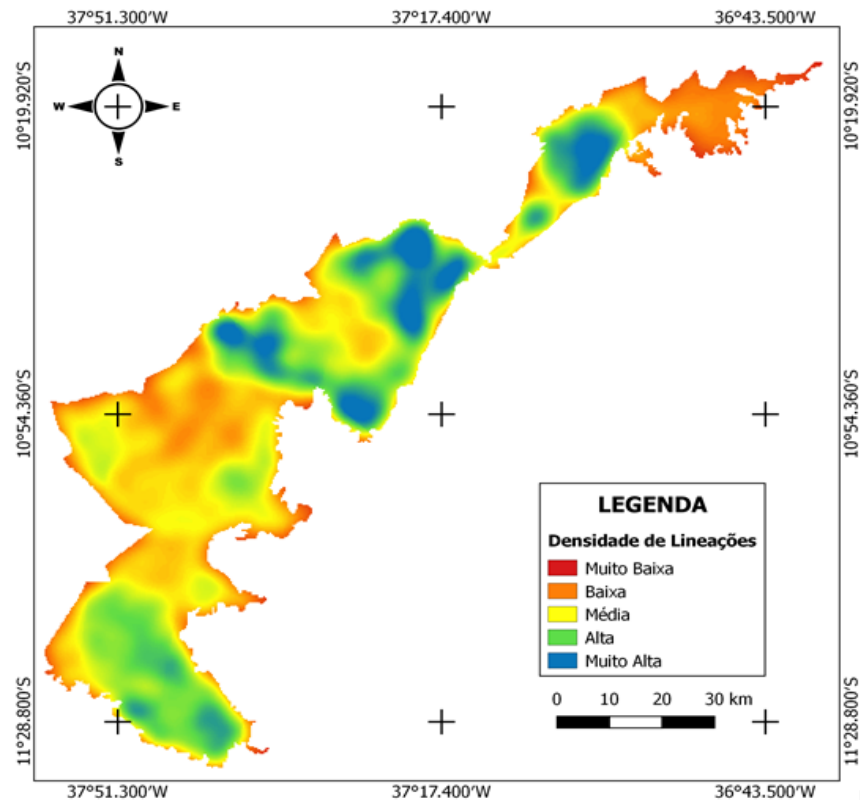 37°51.300′W 37°17.400′W 36°43.500′W
N
W E
S
10°19.920′S 10°19.920′S
10°54.360′S 10°54.360′S
LEGENDA
Densidade de Lineações
Muito Baixa
Baixa
Média
Alta
Muito Alta
0 10 20 30 km
11°28.800′S 11°28.800′S
37°51.300′W 37°17.400′W 36°43.500′W